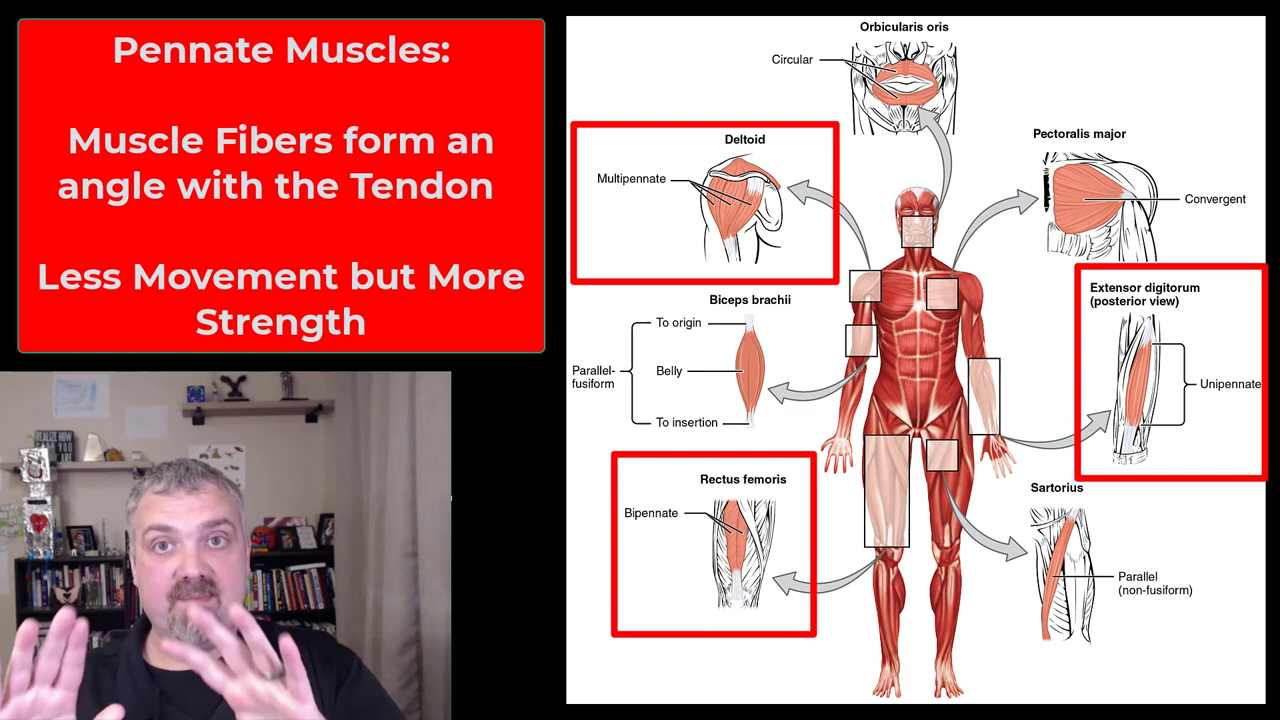 Pennate Muscles:
Muscle Fibers form an
angle with the Tendon
Less Movement but More
Strength
Orbicularis oris
Circular
Deltoid
Multipennate
Pectoralis major
Convergent
Biceps brachii
To origin
Parallel-
fusiform
Belly
To insertion
Extensor digitorum
(posterior view)
Unipennate
Rectus femoris
Bipennate
Sartorius
Parallel
(non-fusiform)
REALIZE HOW